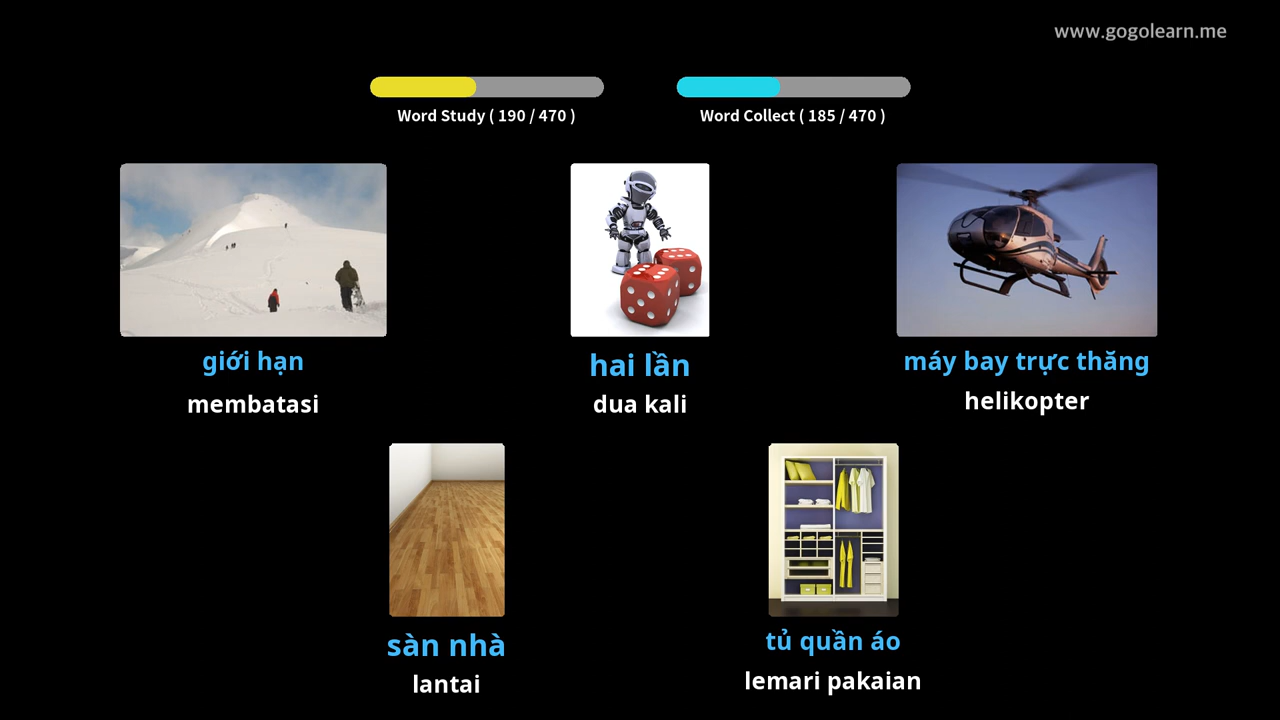 www.gogolearn.me
Word Study ( 190 / 470 )
Word Collect ( 185 / 470 )
giới hạn
membatasi
hai lần
dua kali
máy bay trực thăng
helikopter
sàn nhà
lantai
tủ quần áo
lemari pakaian